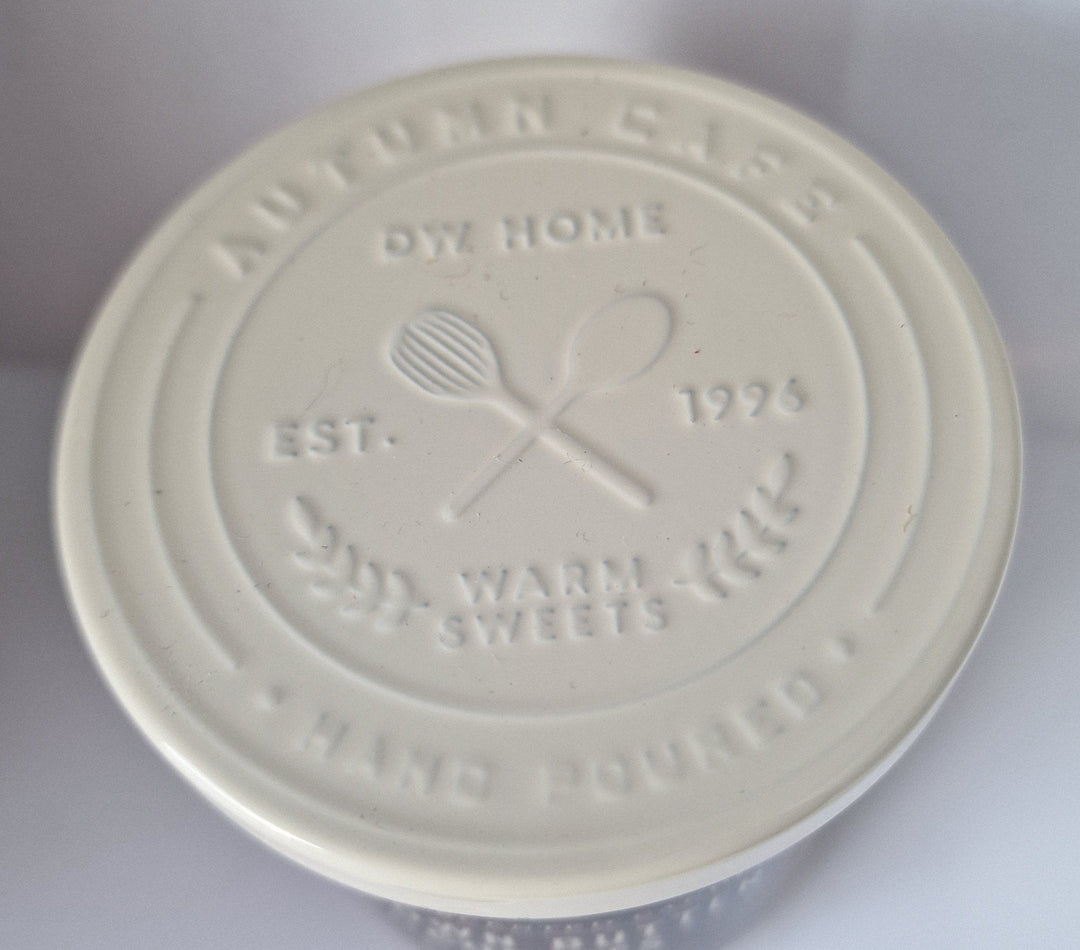 AUTUMN CAFE
DW HOME
EST. 1996
WARM
SWEETS
• HAND POURED •